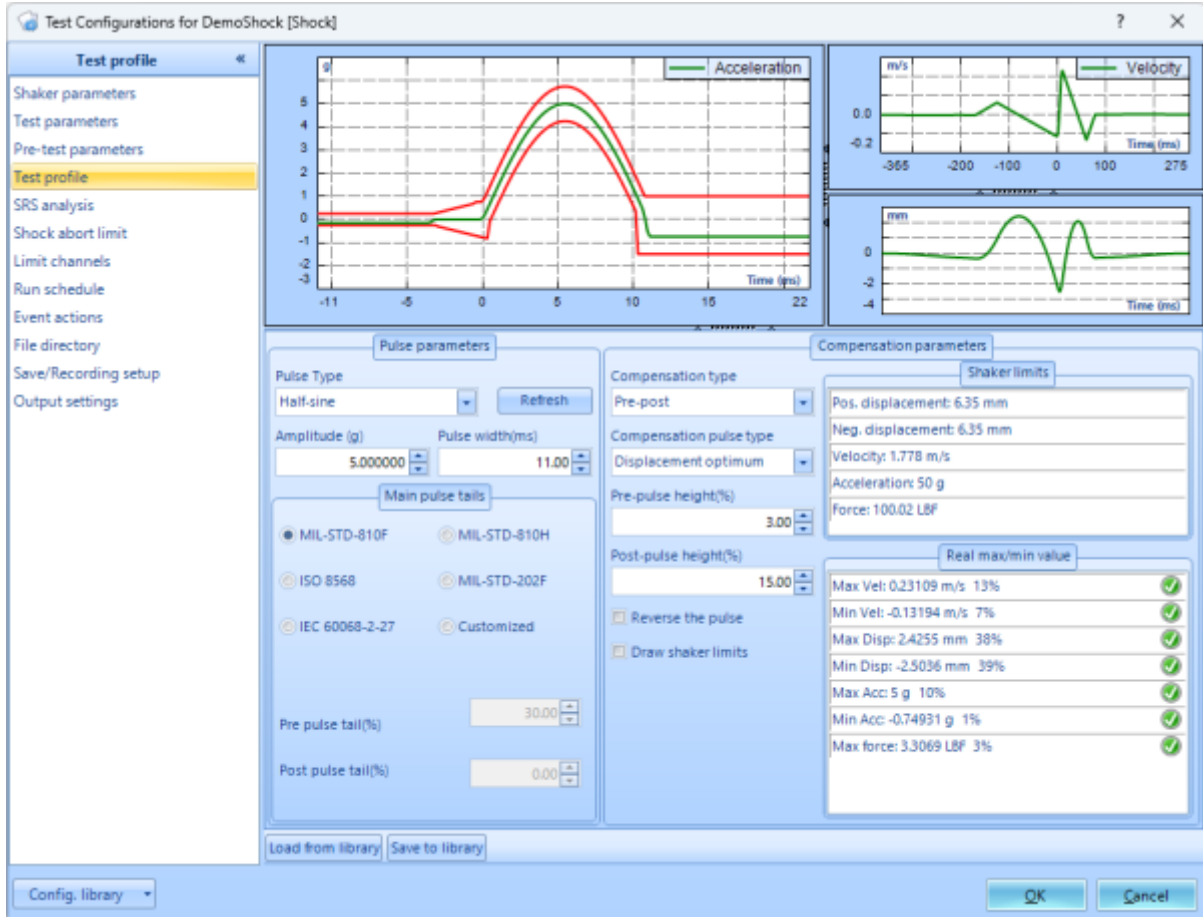 Test Configurations for DemoShock [Shock]
? ×
Test profile «
Shaker parameters
Test parameters
Pre-test parameters
Test profile
SRS analysis
Shock abort limit
Limit channels
Run schedule
Event actions
File directory
Save/Recording setup
Output settings
g
Acceleration
5
4
3
2
1
0
-1
-2
-3
Time (ms)
-11 -5 0 5 10 15 22
m/s
Velocity
0.0
-0.2
Time (ms)
-365 -200 -100 0 100 275
mm
0
-2
-4
Time (ms)
Pulse parameters
Pulse Type
Half-sine
Refresh
Amplitude (g) Pulse width(ms)
5.000000 11.00
Main pulse tails
MIL-STD-810F MIL-STD-810H
ISO 8568 MIL-STD-202F
IEC 60068-2-27 Customized
Pre pulse tail(%) 30.00
Post pulse tail(%) 0.00
Compensation parameters
Compensation type
Pre-post
Compensation pulse type
Displacement optimum
Pre-pulse height(%)
3.00
Post-pulse height(%)
15.00
Reverse the pulse
Draw shaker limits
Shaker limits
Pos. displacement: 6.35 mm
Neg. displacement: 6.35 mm
Velocity: 1.778 m/s
Acceleration: 50 g
Force: 100.02 LBF
Real max/min value
Max Vel: 0.23109 m/s 13%
Min Vel: -0.13194 m/s 7%
Max Disp: 2.4255 mm 38%
Min Disp: -2.5036 mm 39%
Max Acc: 5 g 10%
Min Acc: -0.74931 g 1%
Max force: 3.3069 LBF 3%
Load from library Save to library
Config. library
OK Cancel